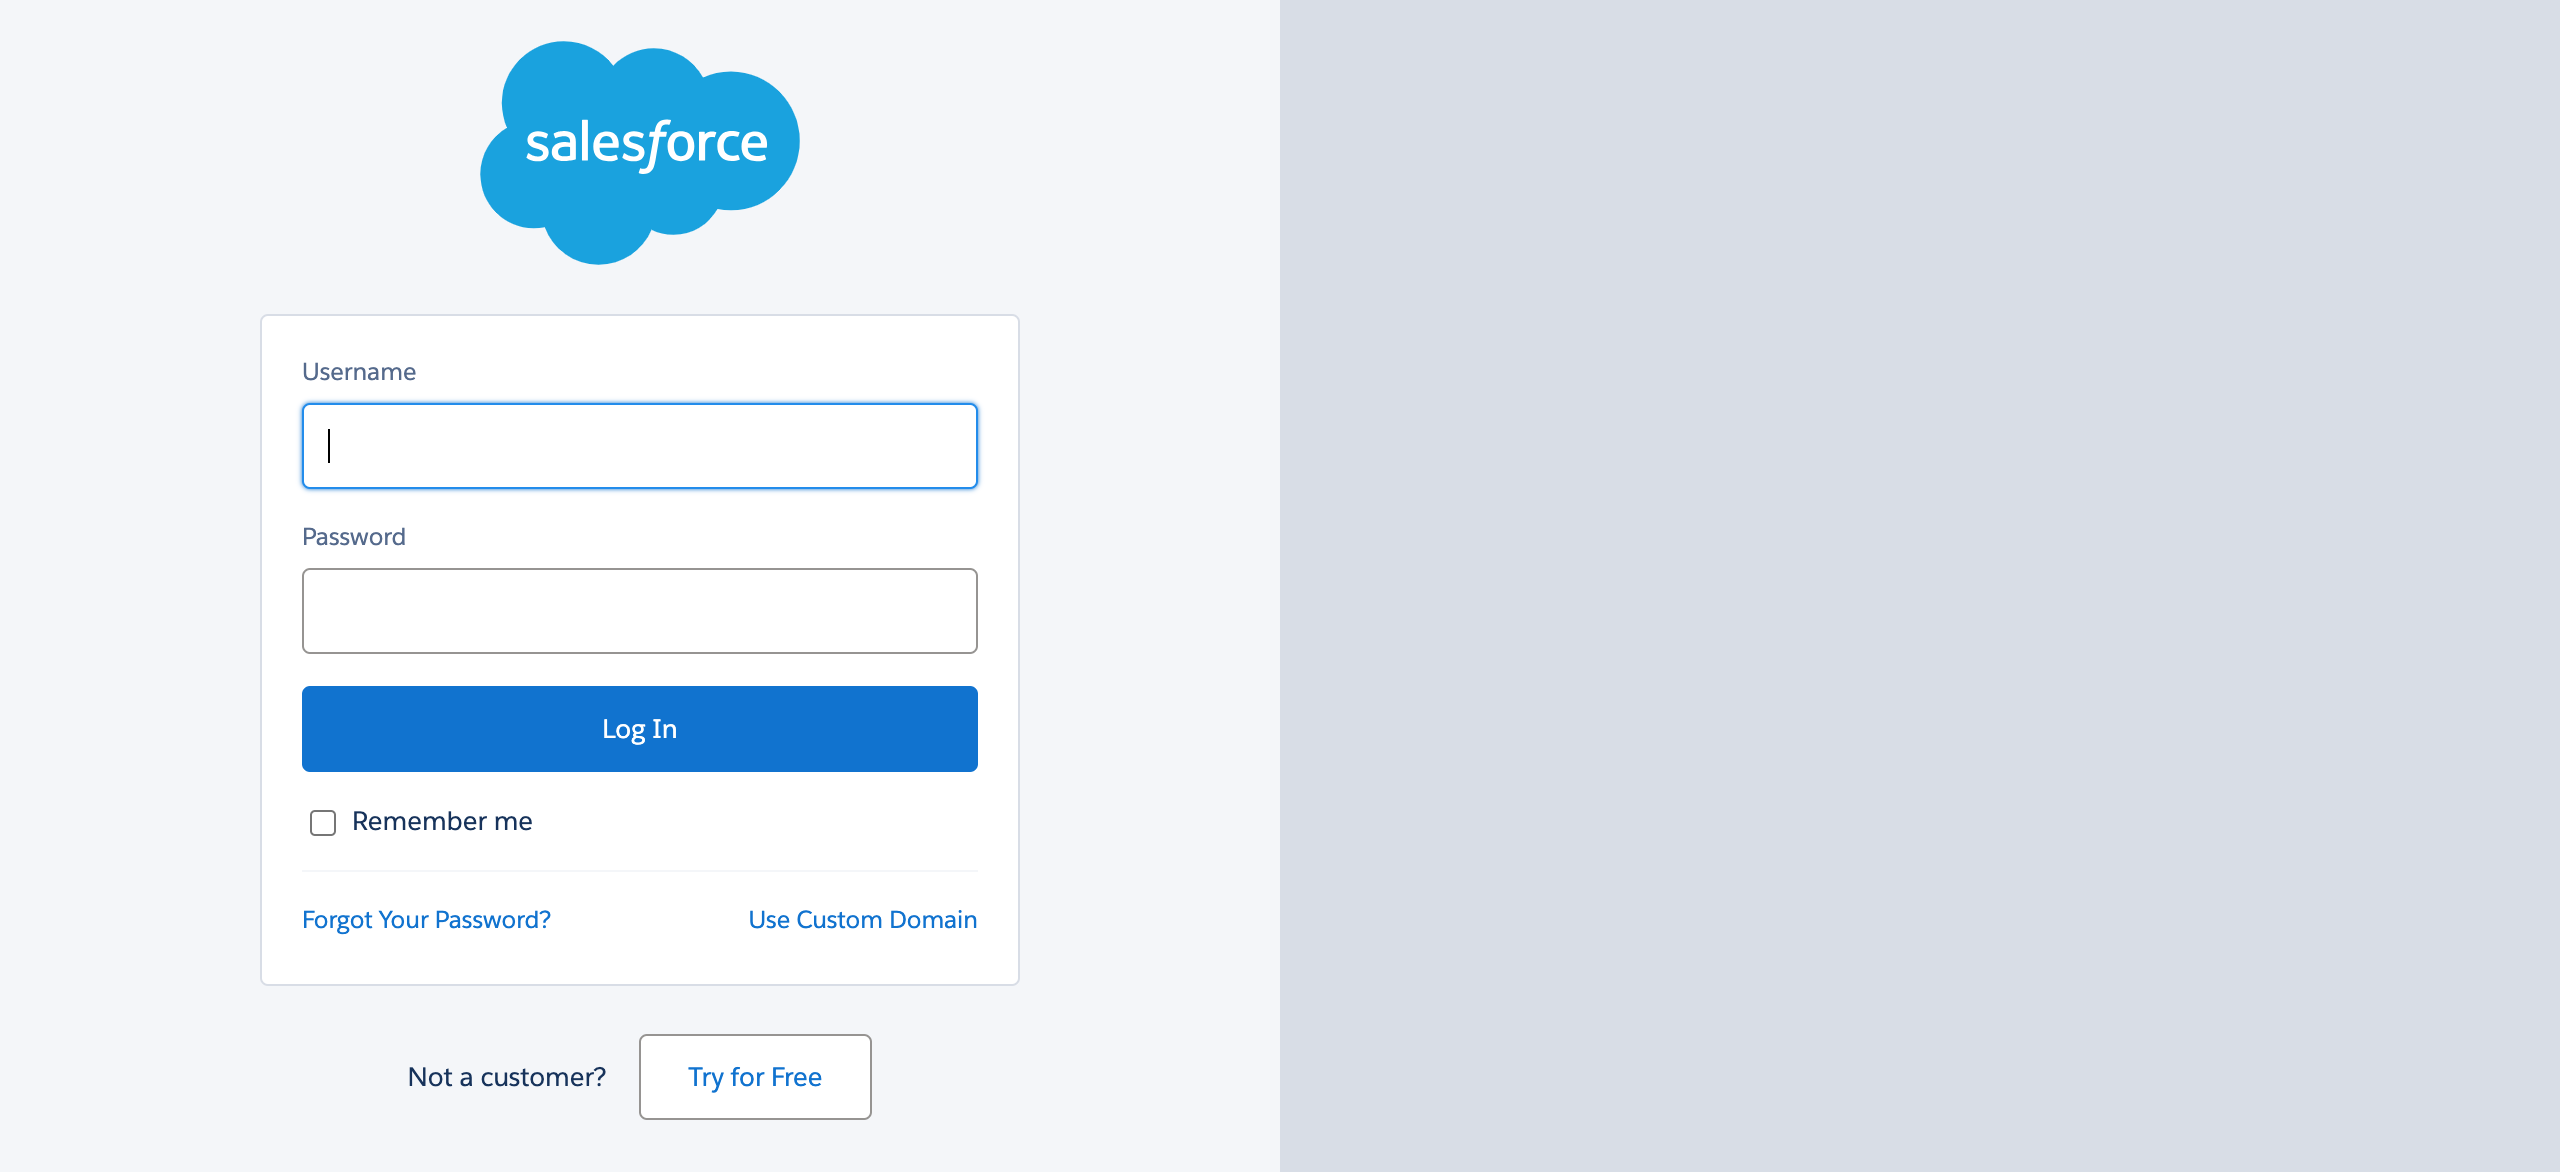 salesforce
Username
Password
Log In
Remember me
Forgot Your Password? Use Custom Domain
Not a customer? Try for Free